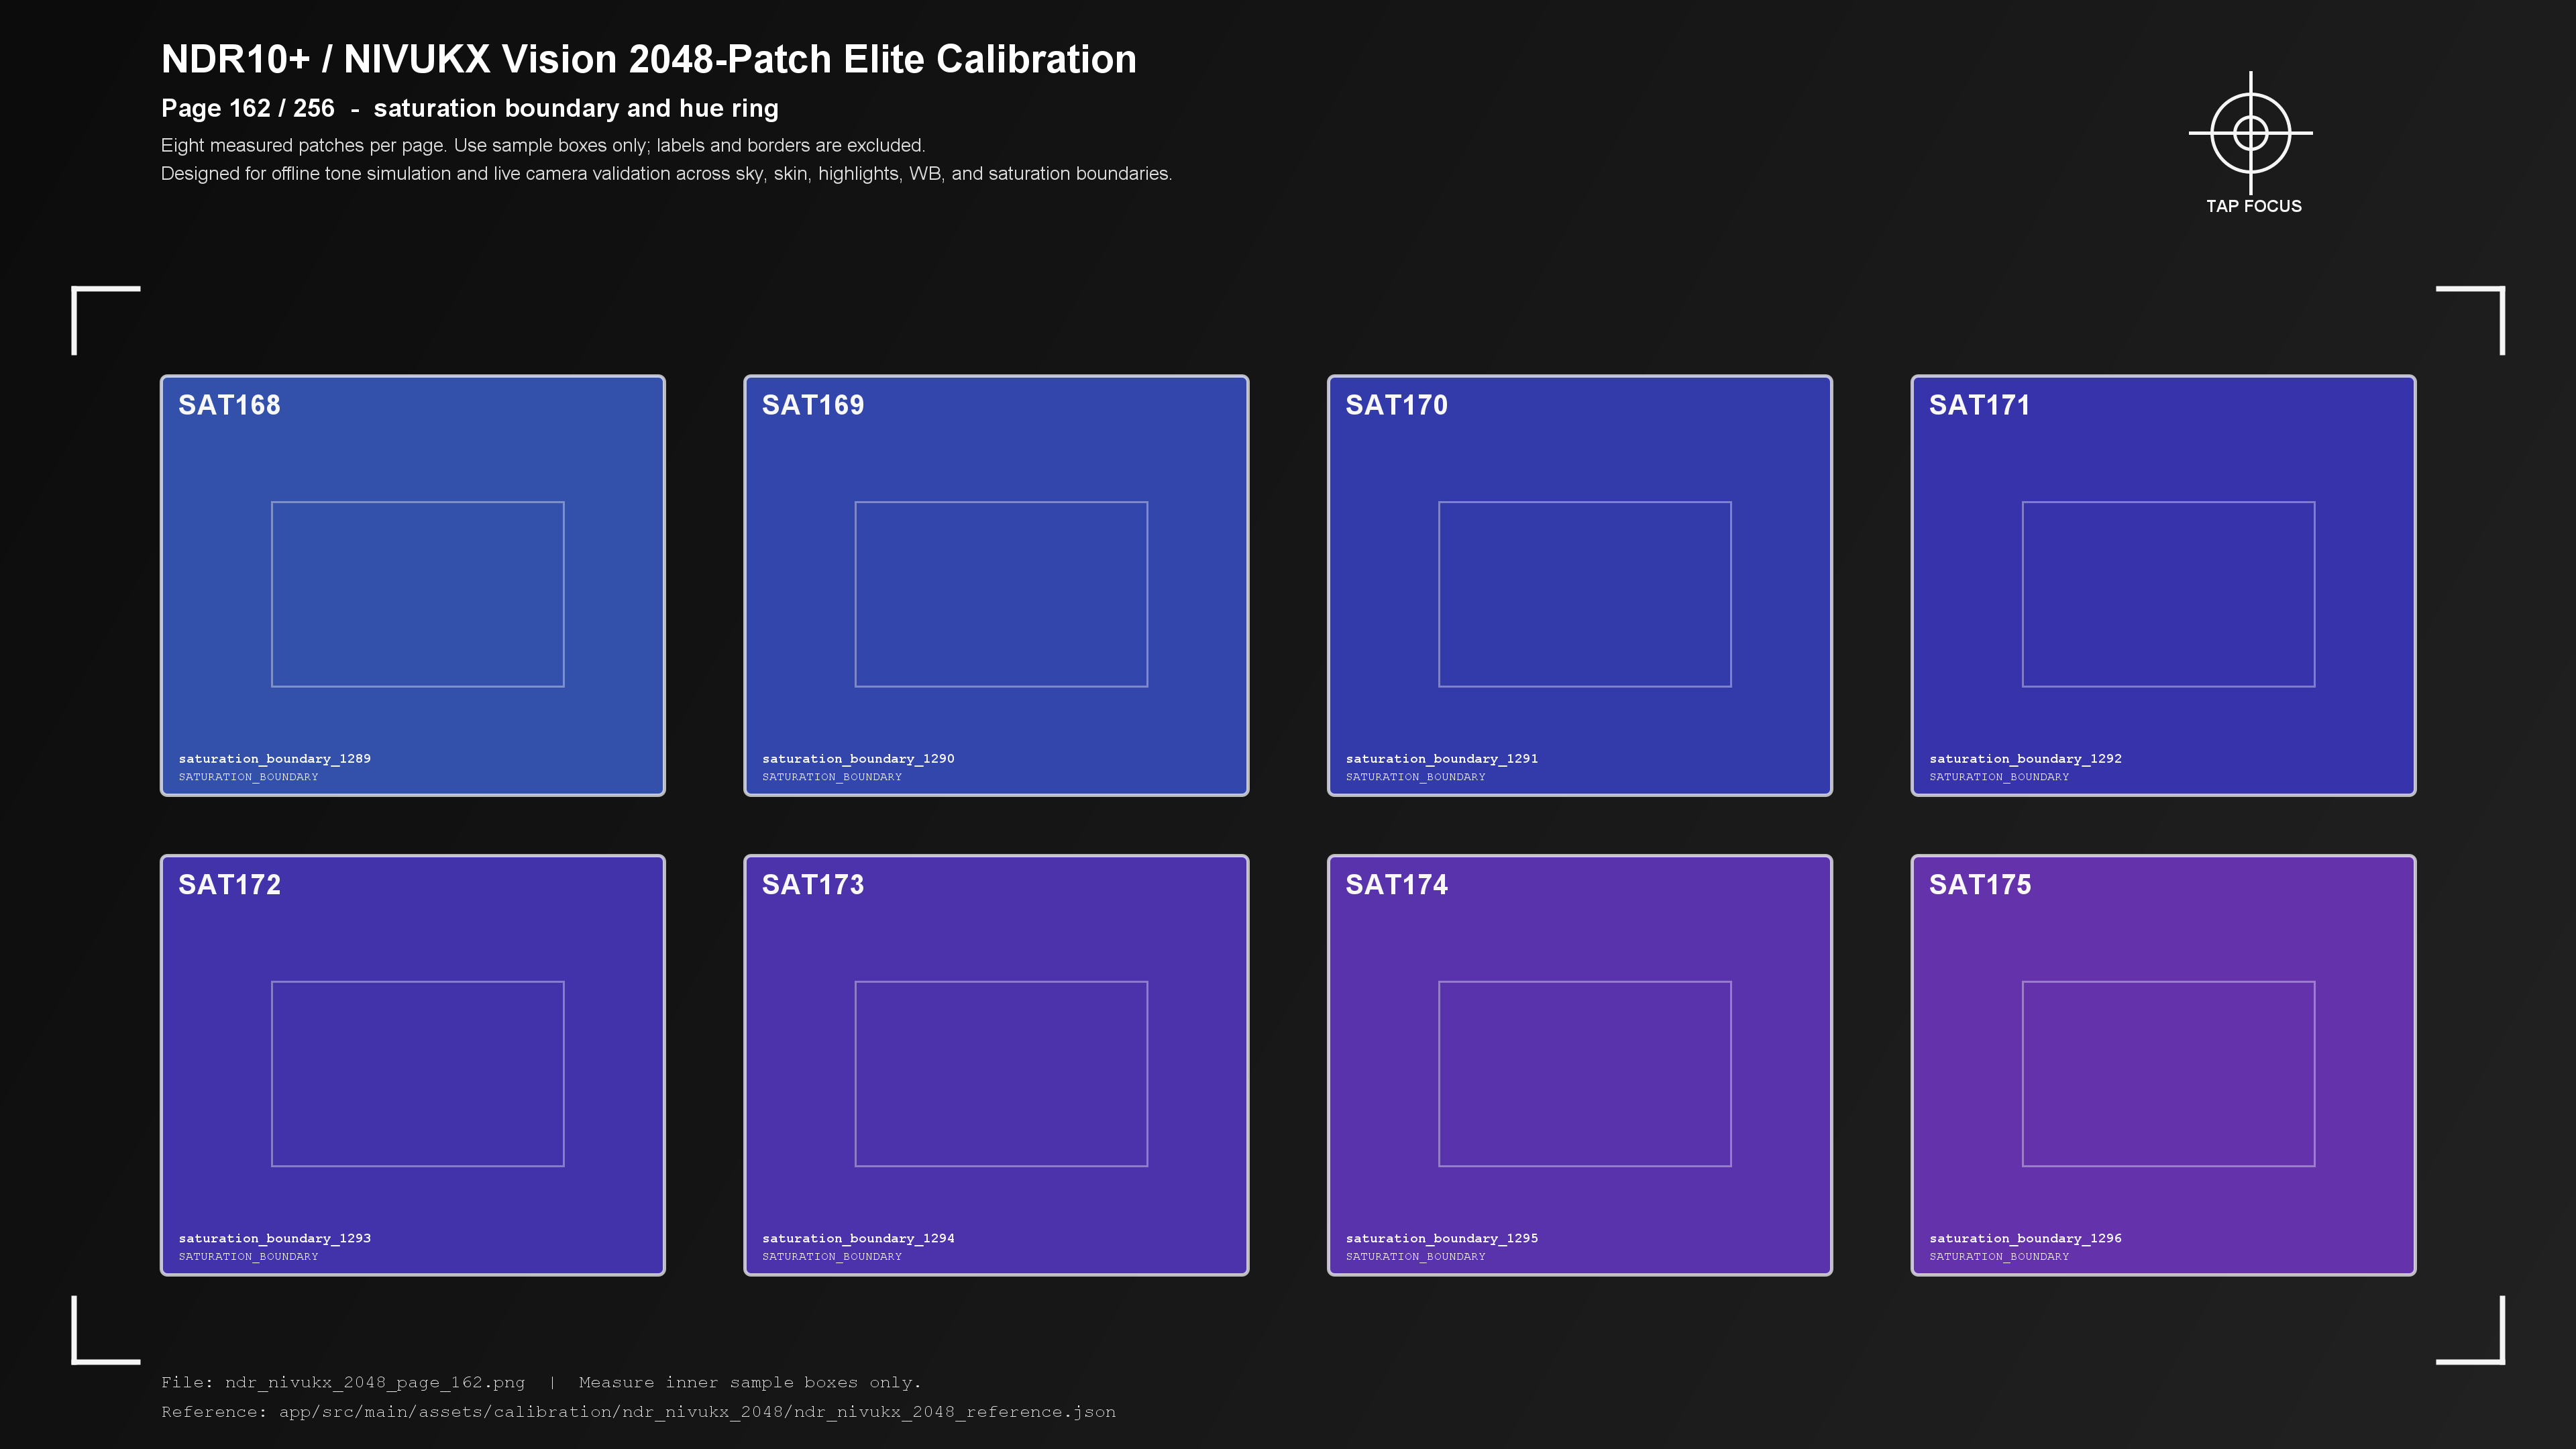 NDR10+ / NIVUKX Vision 2048-Patch Elite Calibration
Page 162 / 256 - saturation boundary and hue ring
Eight measured patches per page. Use sample boxes only; labels and borders are excluded.
Designed for offline tone simulation and live camera validation across sky, skin, highlights, WB, and saturation boundaries.
TAP FOCUS
SAT168
saturation_boundary_1289
SATURATION_BOUNDARY
SAT169
saturation_boundary_1290
SATURATION_BOUNDARY
SAT170
saturation_boundary_1291
SATURATION_BOUNDARY
SAT171
saturation_boundary_1292
SATURATION_BOUNDARY
SAT172
saturation_boundary_1293
SATURATION_BOUNDARY
SAT173
saturation_boundary_1294
SATURATION_BOUNDARY
SAT174
saturation_boundary_1295
SATURATION_BOUNDARY
SAT175
saturation_boundary_1296
SATURATION_BOUNDARY
File: ndr_nivukx_2048_page_162.png | Measure inner sample boxes only.
Reference: app/src/main/assets/calibration/ndr_nivukx_2048/ndr_nivukx_2048_reference.json